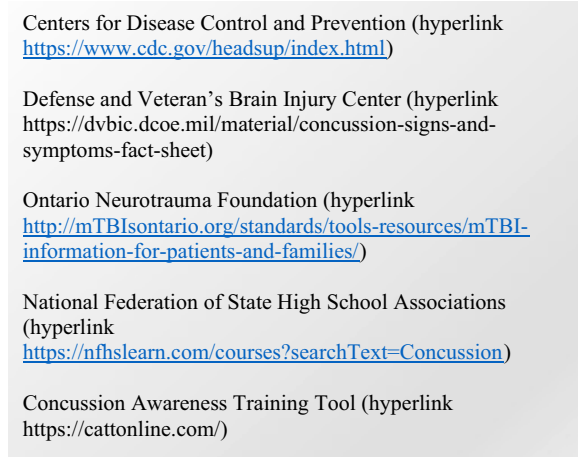 Centers for Disease Control and Prevention (hyperlink
https://www.cdc.gov/headsup/index.html)
Defense and Veteran’s Brain Injury Center (hyperlink
https://dvbic.dcoe.mil/material/concussion-signs-and-
symptoms-fact-sheet)
Ontario Neurotrauma Foundation (hyperlink
http://mTBIsontario.org/standards/tools-resources/mTBI-
information-for-patients-and-families/)
National Federation of State High School Associations
(hyperlink
https://nfhslearn.com/courses?searchText=Concussion)
Concussion Awareness Training Tool (hyperlink
https://cattonline.com/)